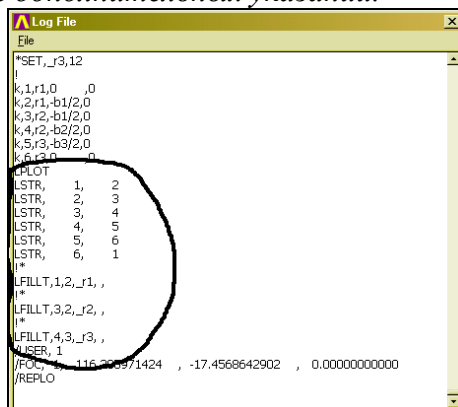 Log File
File
*SET,_r3,12
!
k,1,r1,0 ,0
k,2,r1,-b1/2,0
k,3,r2,-b1/2,0
k,4,r2,-b2/2,0
k,5,r3,-b3/2,0
k,6,r3,0 ,0
LPLOT
LSTR, 1, 2
LSTR, 2, 3
LSTR, 3, 4
LSTR, 4, 5
LSTR, 5, 6
LSTR, 6, 1
!*
LFILLT,1,2,_r1, ,
!*
LFILLT,3,2,_r2, ,
!*
LFILLT,4,3,_r3, ,
/USER, 1
/FOC, 1, , -17.4568642902 , 0.00000000000
/REPLO